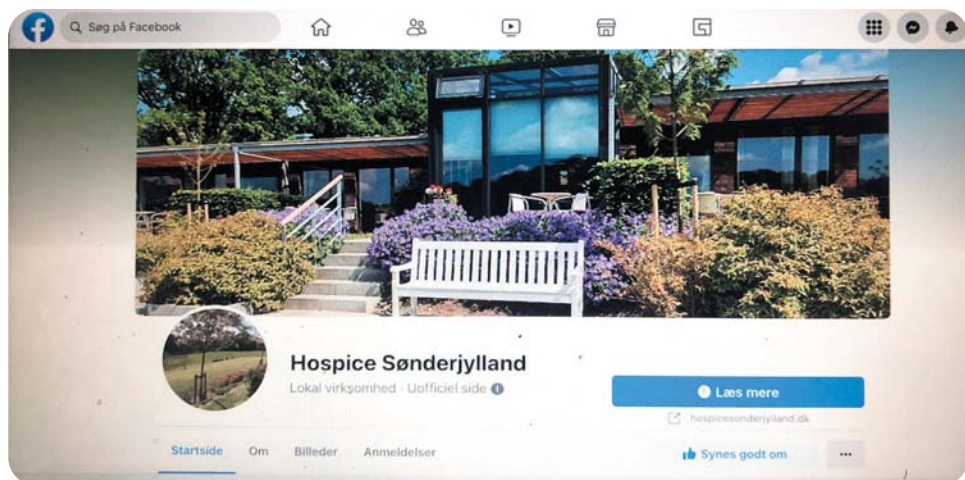 Søg på Facebook
Hospice Sønderjylland
Lokal virksomhed · Uofficiel side
Læs mere
hospicesonderjylland.dk
Startside Om Billeder Anmeldelser
Synes godt om
...